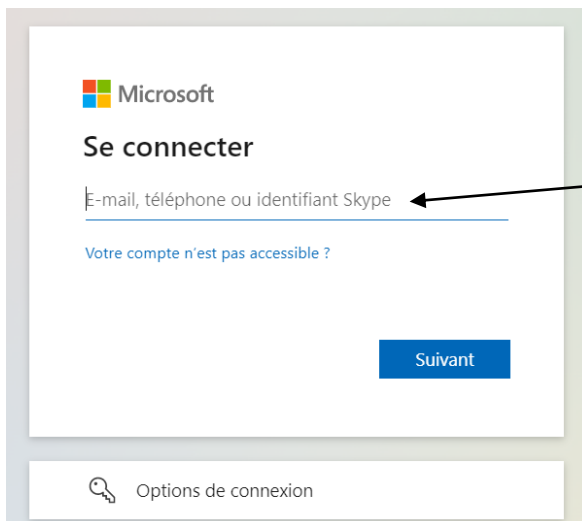 Microsoft
Se connecter
E-mail, téléphone ou identifiant Skype
Votre compte n'est pas accessible ?
Suivant
Options de connexion